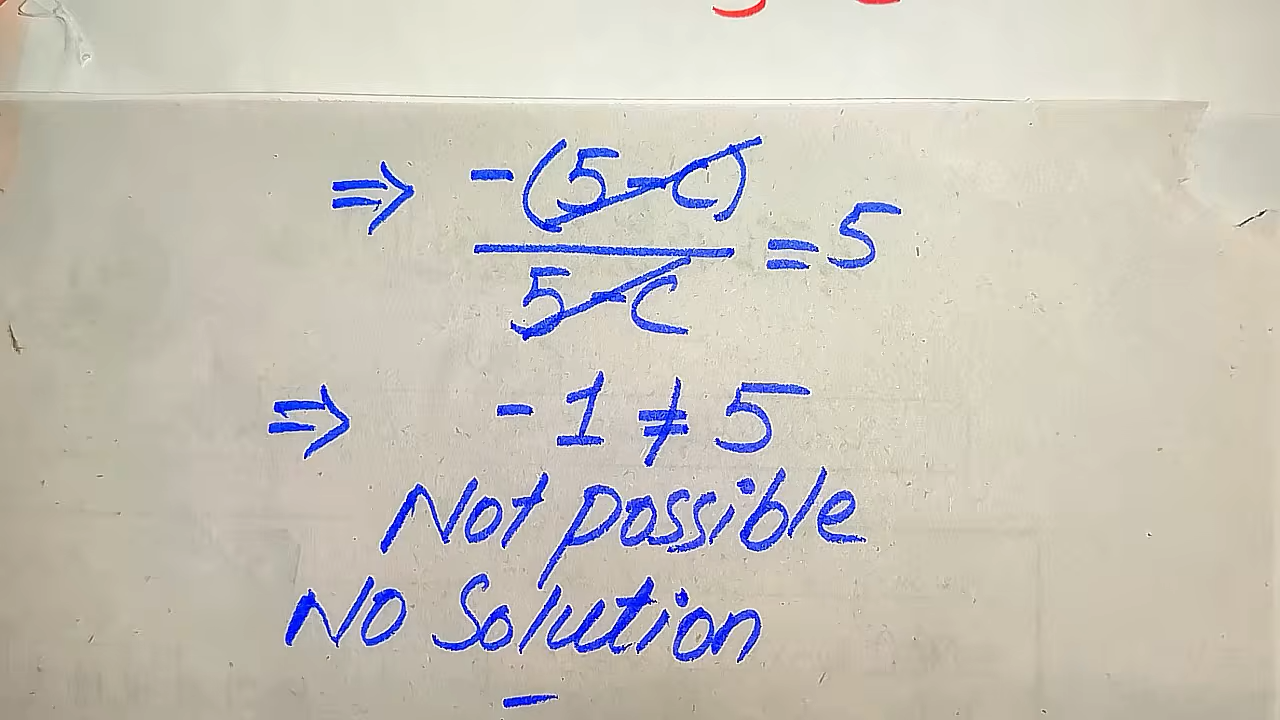 ⇒ -(5-c)
5-c = 5
⇒ -1 ≠ 5
Not possible
NO Solution